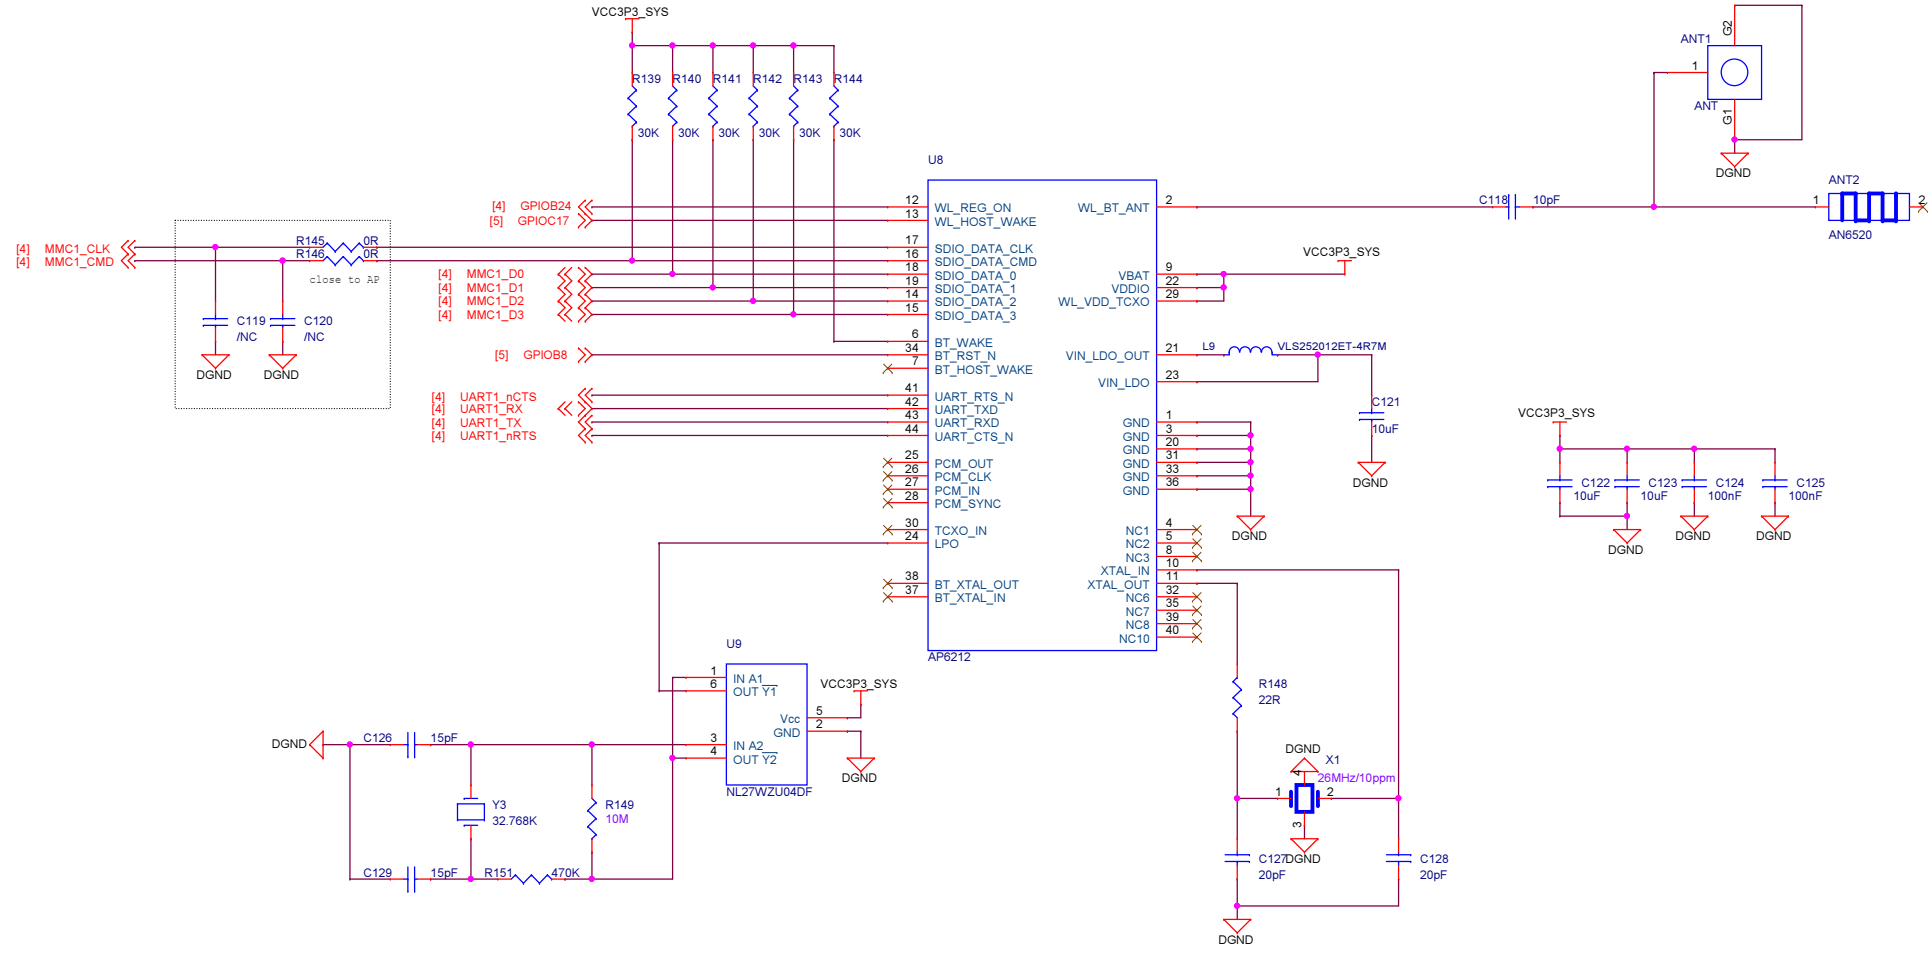 VCC3P3_SYS
R139
R140
R141
R142
R143
R144
30K
30K
30K
30K
30K
30K
ANT1
G2
1
ANT
G1
DGND
ANT2
1
2
AN6520
U8
[4] GPIOB24
[5] GPIOC17
[4] MMC1_CLK
[4] MMC1_CMD
R145 0R
R146 0R
close to AP
C119
/NC
C120
/NC
DGND
DGND
[4] MMC1_D0
[4] MMC1_D1
[4] MMC1_D2
[4] MMC1_D3
[5] GPIOB8
[4] UART1_nCTS
[4] UART1_RX
[4] UART1_TX
[4] UART1_nRTS
12 WL_REG_ON
13 WL_HOST_WAKE
17 SDIO_DATA_CLK
16 SDIO_DATA_CMD
18 SDIO_DATA_0
19 SDIO_DATA_1
14 SDIO_DATA_2
15 SDIO_DATA_3
6 BT_WAKE
34 BT_RST_N
7 BT_HOST_WAKE
41 UART_RTS_N
42 UART_TXD
43 UART_RXD
44 UART_CTS_N
25 PCM_OUT
26 PCM_CLK
27 PCM_IN
28 PCM_SYNC
30 TCXO_IN
24 LPO
38 BT_XTAL_OUT
37 BT_XTAL_IN
WL_BT_ANT 2
VBAT 9
VDDIO 22
WL_VDD_TCXO 29
VIN_LDO_OUT 21
VIN_LDO 23
GND 1
GND 3
GND 20
GND 31
GND 33
GND 36
NC1 4
NC2 5
NC3 8
XTAL_IN 10
XTAL_OUT 11
NC6 32
NC7 35
NC8 39
NC10 40
AP6212
C118 10pF
VCC3P3_SYS
L9 VLS252012ET-4R7M
C121
10uF
DGND
DGND
VCC3P3_SYS
C122
10uF
C123
10uF
C124
100nF
C125
100nF
DGND
DGND
DGND
U9
1 IN A1
6 OUT Y1
3 IN A2
4 OUT Y2
Vcc 5
GND 2
NL27WZU04DF
VCC3P3_SYS
DGND
DGND
C126 15pF
Y3
32.768K
R149
10M
C129 15pF
R151 470K
R148
22R
DGND
X1
26MHz/10ppm
4
1
2
3
DGND
C127
20pF
C128
20pF
DGND